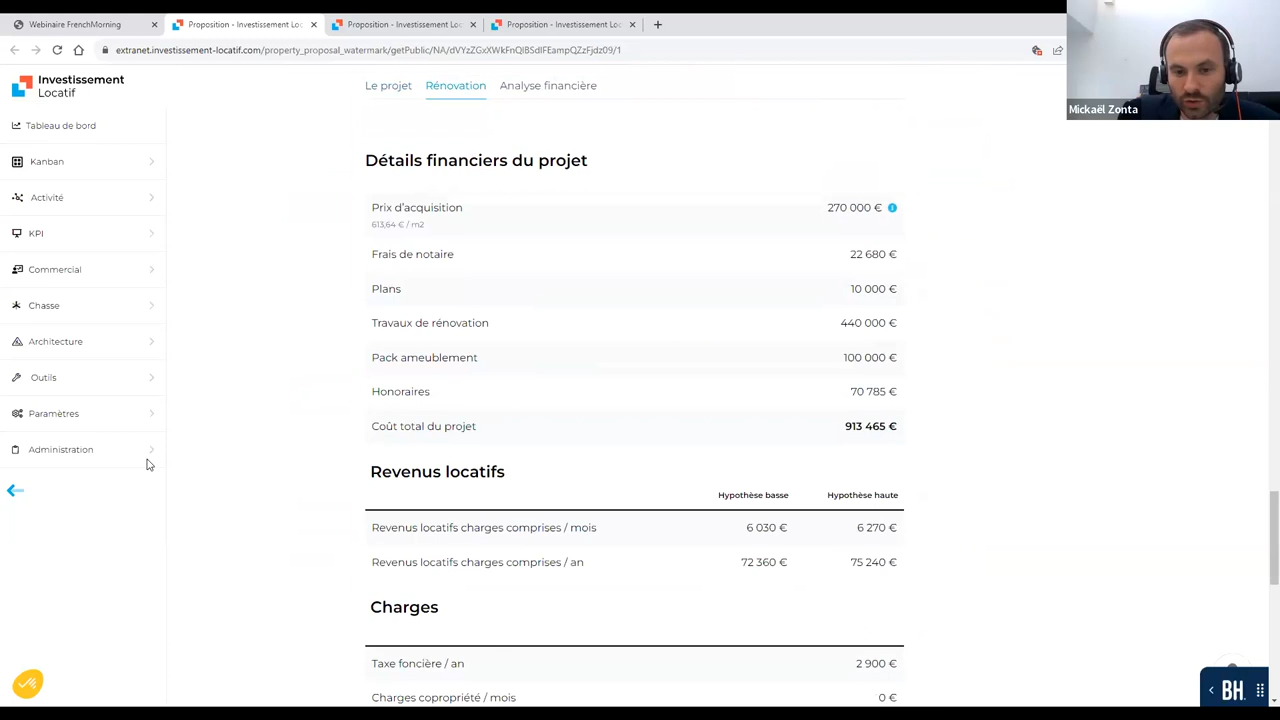 Webinaire FrenchMorning
Proposition - Investissement Loc
Proposition - Investissement Loc
Proposition - Investissement Loc
extranet.investissement-locatif.com/property_proposal_watermark/getPublic/NA/dVYzZGxXWkFnQlBSdlFEampQZzFjdz09/1
Mickaël Zonta
Investissement
Locatif
Le projet Rénovation Analyse financière
Tableau de bord
Kanban
Activité
KPI
Commercial
Chasse
Architecture
Outils
Paramètres
Administration
Détails financiers du projet
Prix d'acquisition 270 000 €
613,64 € / m2
Frais de notaire 22 680 €
Plans 10 000 €
Travaux de rénovation 440 000 €
Pack ameublement 100 000 €
Honoraires 70 785 €
Coût total du projet 913 465 €
Revenus locatifs
Hypothèse basse Hypothèse haute
Revenus locatifs charges comprises / mois 6 030 € 6 270 €
Revenus locatifs charges comprises / an 72 360 € 75 240 €
Charges
Taxe foncière / an 2 900 €
Charges copropriété / mois 0 €
BH